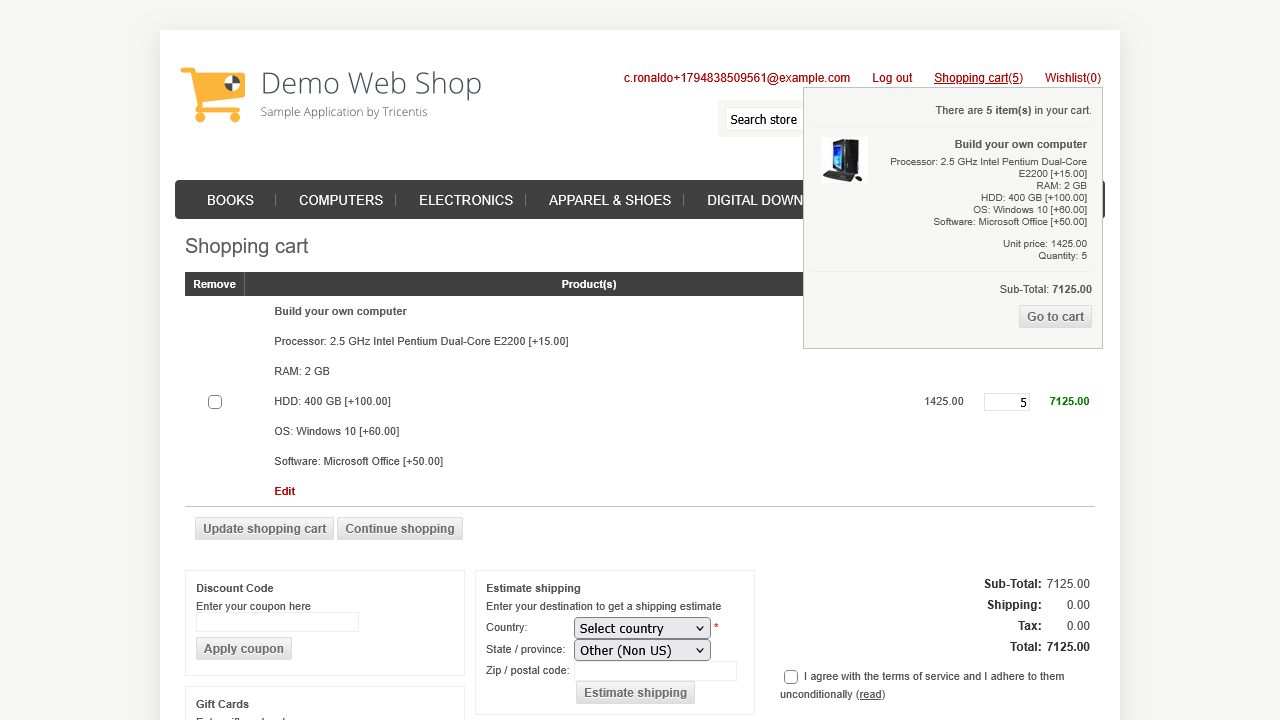 Demo Web Shop
Sample Application by Tricentis
c.ronaldo+1794838509561@example.com
Log out
Shopping cart(5)
Wishlist(0)
Search store
There are 5 item(s) in your cart.
Build your own computer
Processor: 2.5 GHz Intel Pentium Dual-Core
E2200 [+15.00]
RAM: 2 GB
HDD: 400 GB [+100.00]
OS: Windows 10 [+60.00]
Software: Microsoft Office [+50.00]
Unit price: 1425.00
Quantity: 5
Sub-Total: 7125.00
Go to cart
BOOKS
COMPUTERS
ELECTRONICS
APPAREL & SHOES
DIGITAL DOWN
Shopping cart
Remove
Product(s)
Build your own computer
Processor: 2.5 GHz Intel Pentium Dual-Core E2200 [+15.00]
RAM: 2 GB
HDD: 400 GB [+100.00]
OS: Windows 10 [+60.00]
Software: Microsoft Office [+50.00]
Edit
1425.00
5
7125.00
Update shopping cart
Continue shopping
Discount Code
Enter your coupon here
Apply coupon
Gift Cards
Estimate shipping
Enter your destination to get a shipping estimate
Country:
Select country
*
State / province:
Other (Non US)
Zip / postal code:
Estimate shipping
Sub-Total: 7125.00
Shipping: 0.00
Tax: 0.00
Total: 7125.00
I agree with the terms of service and I adhere to them
unconditionally (read)